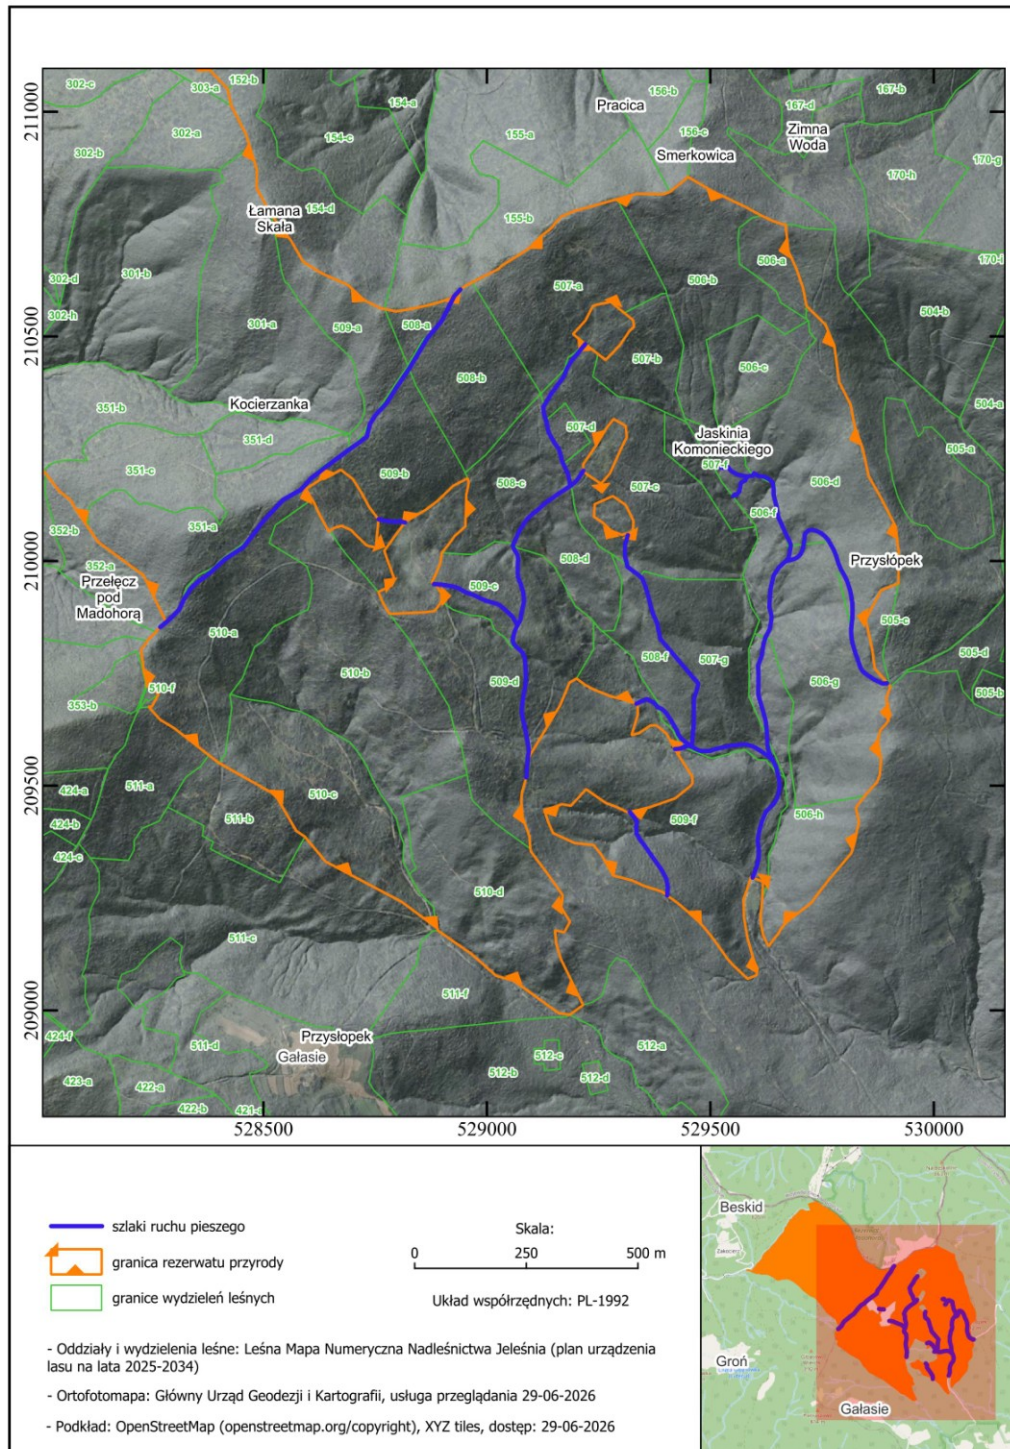 302-c
303-a
152-b
154-a
156-b
167-b
211000
Pracica
167-d
302-a
154-c
155-a
156-c
Zimna
Woda
302-b
Smerkowica
170-g
170-h
Łamana
Skała
154-d
155-b
301-b
506-a
302-d
507-a
506-b
170-i
302-h
301-a
509-a
508-a
504-b
210500
507-b
506-c
508-b
351-b
Kocierzanka
504-a
351-d
507-d
Jaskinia
Komonieckiego
505-a
351-c
509-b
508-c
507-f
507-c
506-d
352-b
351-a
506-f
210000
352-a
508-d
Przysłópek
Przełęcz
pod
Madohorą
509-c
510-a
505-c
508-f
507-g
505-d
510-f
510-b
509-d
506-g
505-b
353-b
209500
424-a
511-a
510-c
424-b
511-b
509-f
506-h
424-c
510-d
511-c
511-f
209000
424-f
511-d
Przysłopek
Gałasie
512-c
512-a
423-a
422-a
512-b
512-d
422-b
528500
529000
529500
530000
szlaki ruchu pieszego
granica rezerwatu przyrody
granice wydzieleń leśnych
Skala:
0 250 500 m
Układ współrzędnych: PL-1992
- Oddziały i wydzielenia leśne: Leśna Mapa Numeryczna Nadleśnictwa Jeleśnia (plan urządzenia
lasu na lata 2025-2034)
- Ortofotomapa: Główny Urząd Geodezji i Kartografii, usługa przeglądania 29-06-2026
- Podkład: OpenStreetMap (openstreetmap.org/copyright), XYZ tiles, dostęp: 29-06-2026
Beskid
Groń
Gałasie